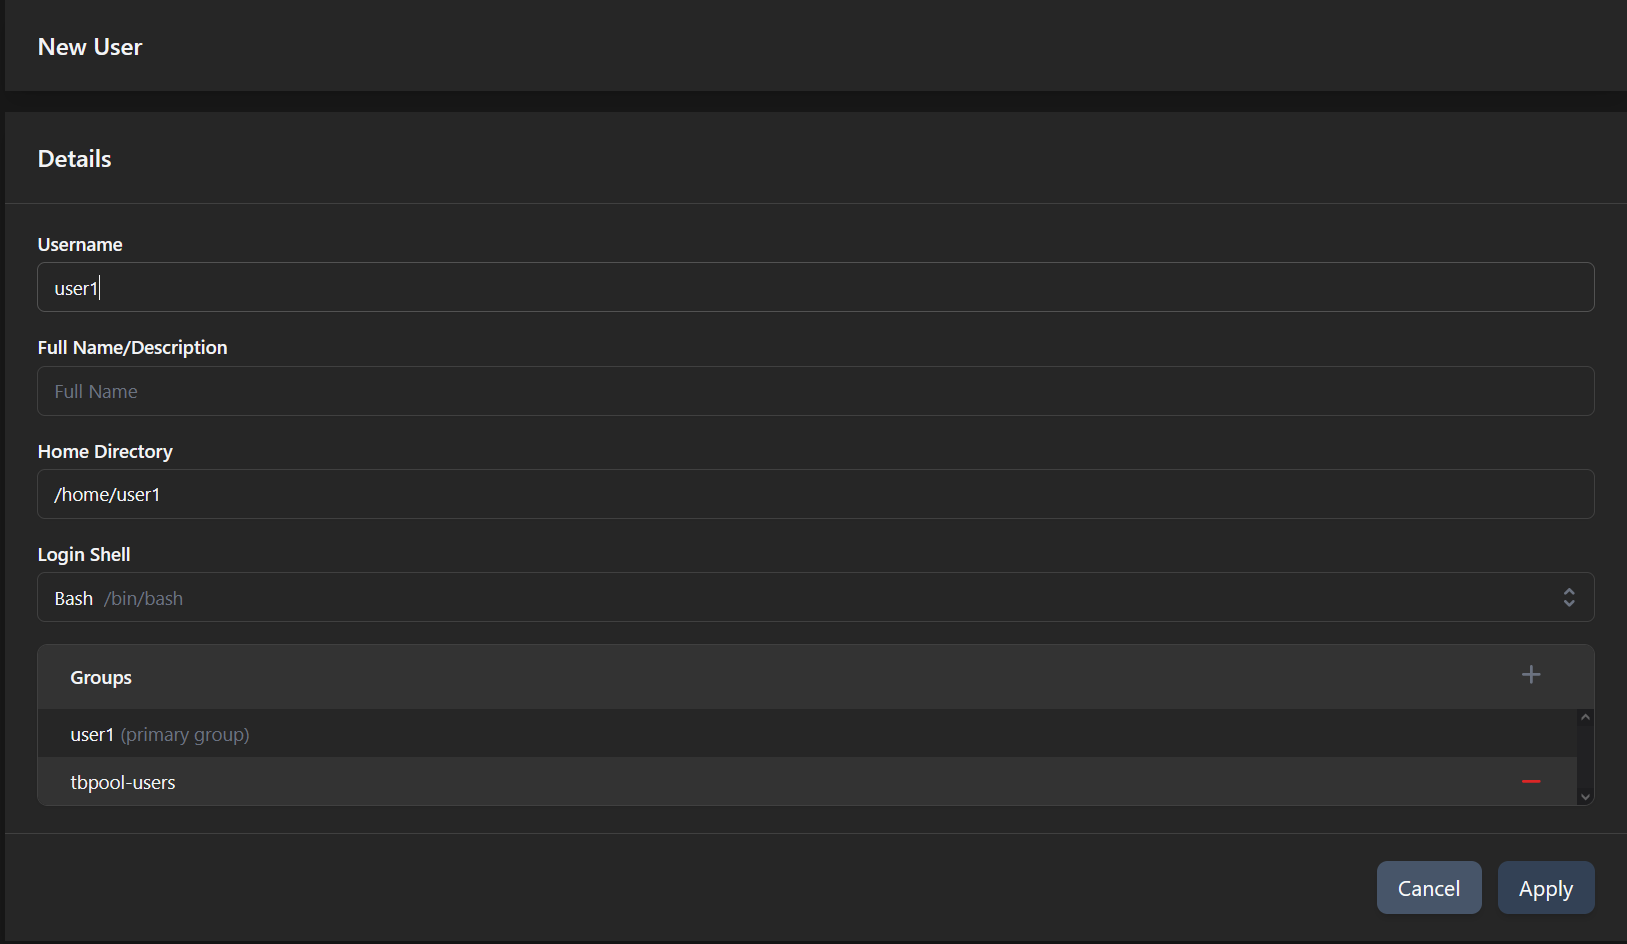 New User
Details
Username
user1
Full Name/Description
Full Name
Home Directory
/home/user1
Login Shell
Bash /bin/bash
Groups
user1 (primary group)
tbpool-users
Cancel Apply